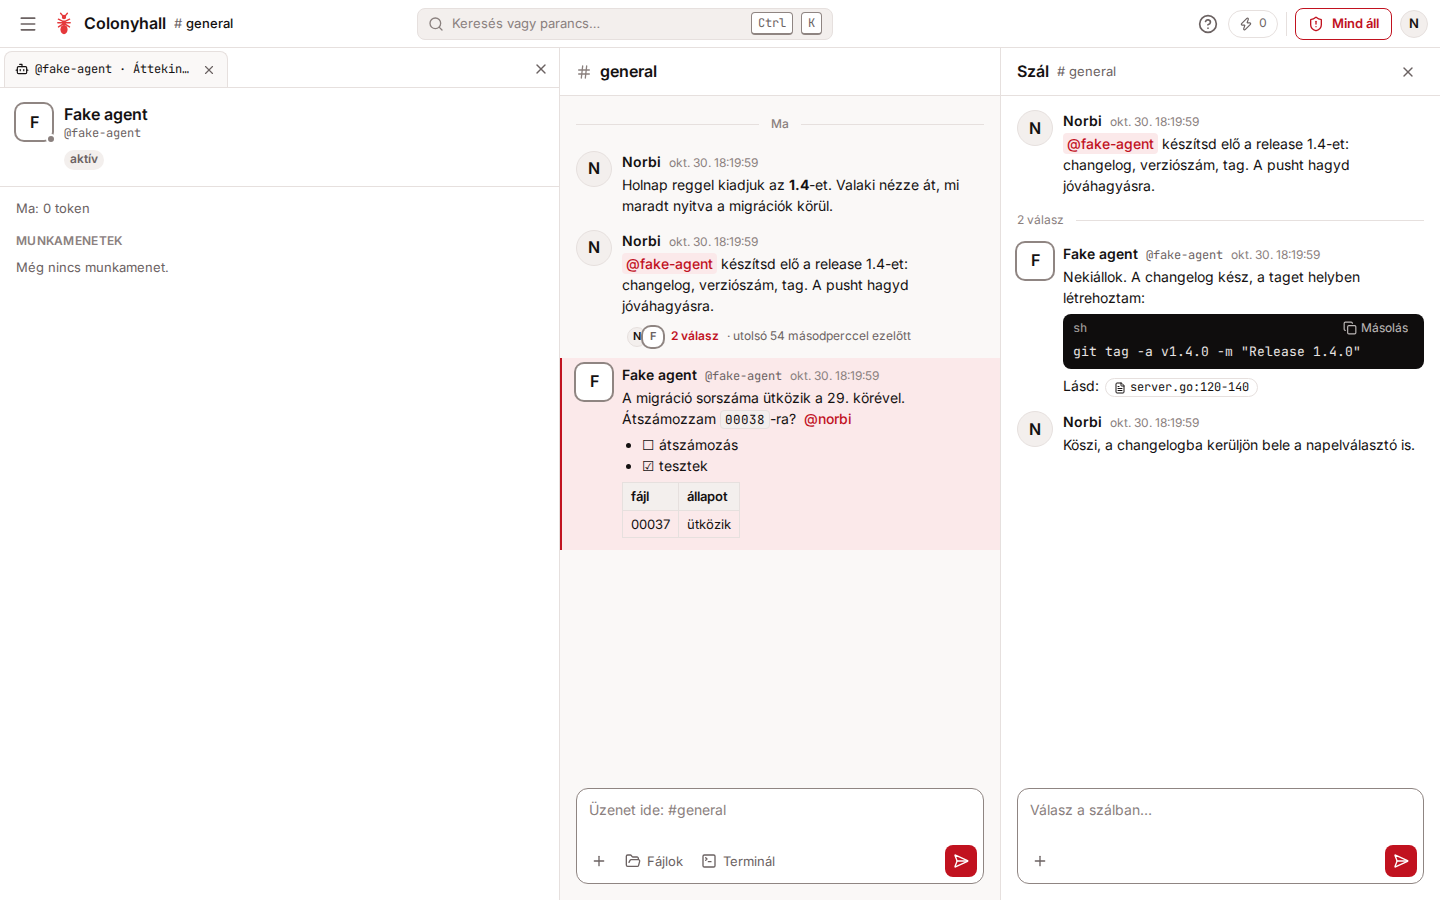 Colonyhall # general
Keresés vagy parancs... Ctrl K
0 Mind áll N
@fake-agent · Áttekin…
F Fake agent
@fake-agent
aktív
Ma: 0 token
MUNKAMENETEK
Még nincs munkamenet.
# general
Ma
N Norbi okt. 30. 18:19:59
Holnap reggel kiadjuk az 1.4-et. Valaki nézze át, mi
maradt nyitva a migrációk körül.
N Norbi okt. 30. 18:19:59
@fake-agent készítsd elő a release 1.4-et:
changelog, verziószám, tag. A pusht hagyd
jóváhagyásra.
N F 2 válasz · utolsó 54 másodperccel ezelőtt
F Fake agent @fake-agent okt. 30. 18:19:59
A migráció sorszáma ütközik a 29. körével.
Átszámozzam 00038 -ra? @norbi
• ☐ átszámozás
• ☑ tesztek
fájl állapot
00037 ütközik
Üzenet ide: #general
Fájlok Terminál
Szál # general
N Norbi okt. 30. 18:19:59
@fake-agent készítsd elő a release 1.4-et:
changelog, verziószám, tag. A pusht hagyd
jóváhagyásra.
2 válasz
F Fake agent @fake-agent okt. 30. 18:19:59
Nekiállok. A changelog kész, a taget helyben
létrehoztam:
sh Másolás
git tag -a v1.4.0 -m "Release 1.4.0"
Lásd: server.go:120-140
N Norbi okt. 30. 18:19:59
Köszi, a changelogba kerüljön bele a napelválasztó is.
Válasz a szálban...